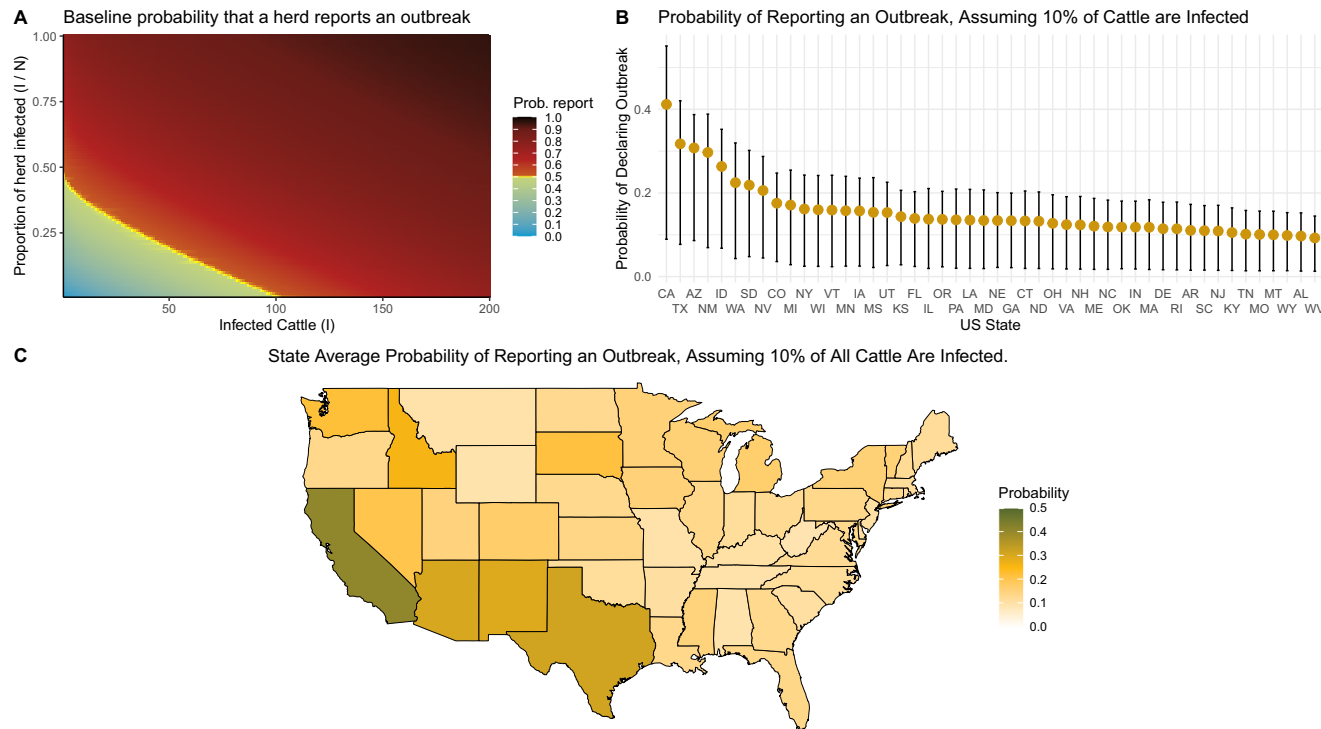 A Baseline probability that a herd reports an outbreak
1.00
0.75
0.50
0.25
Proportion of herd infected (I / N)
50 100 150 200
Infected Cattle (I)
Prob. report
1.0
0.9
0.8
0.7
0.6
0.5
0.5
0.4
0.3
0.2
0.1
0.0
B Probability of Reporting an Outbreak, Assuming 10% of Cattle are Infected
Probability of Declaring Outbreak
0.4
0.2
0.0
CA AZ ID SD CO NY VT IA UT FL OR LA NE CT OH NH NC IN DE AR NJ TN MT AL
TX NM WA NV MI WI MN MS KS IL PA MD GA ND VA ME OK MA RI SC KY MO WY WV
US State
C State Average Probability of Reporting an Outbreak, Assuming 10% of All Cattle Are Infected.
Probability
0.5
0.4
0.3
0.2
0.1
0.0